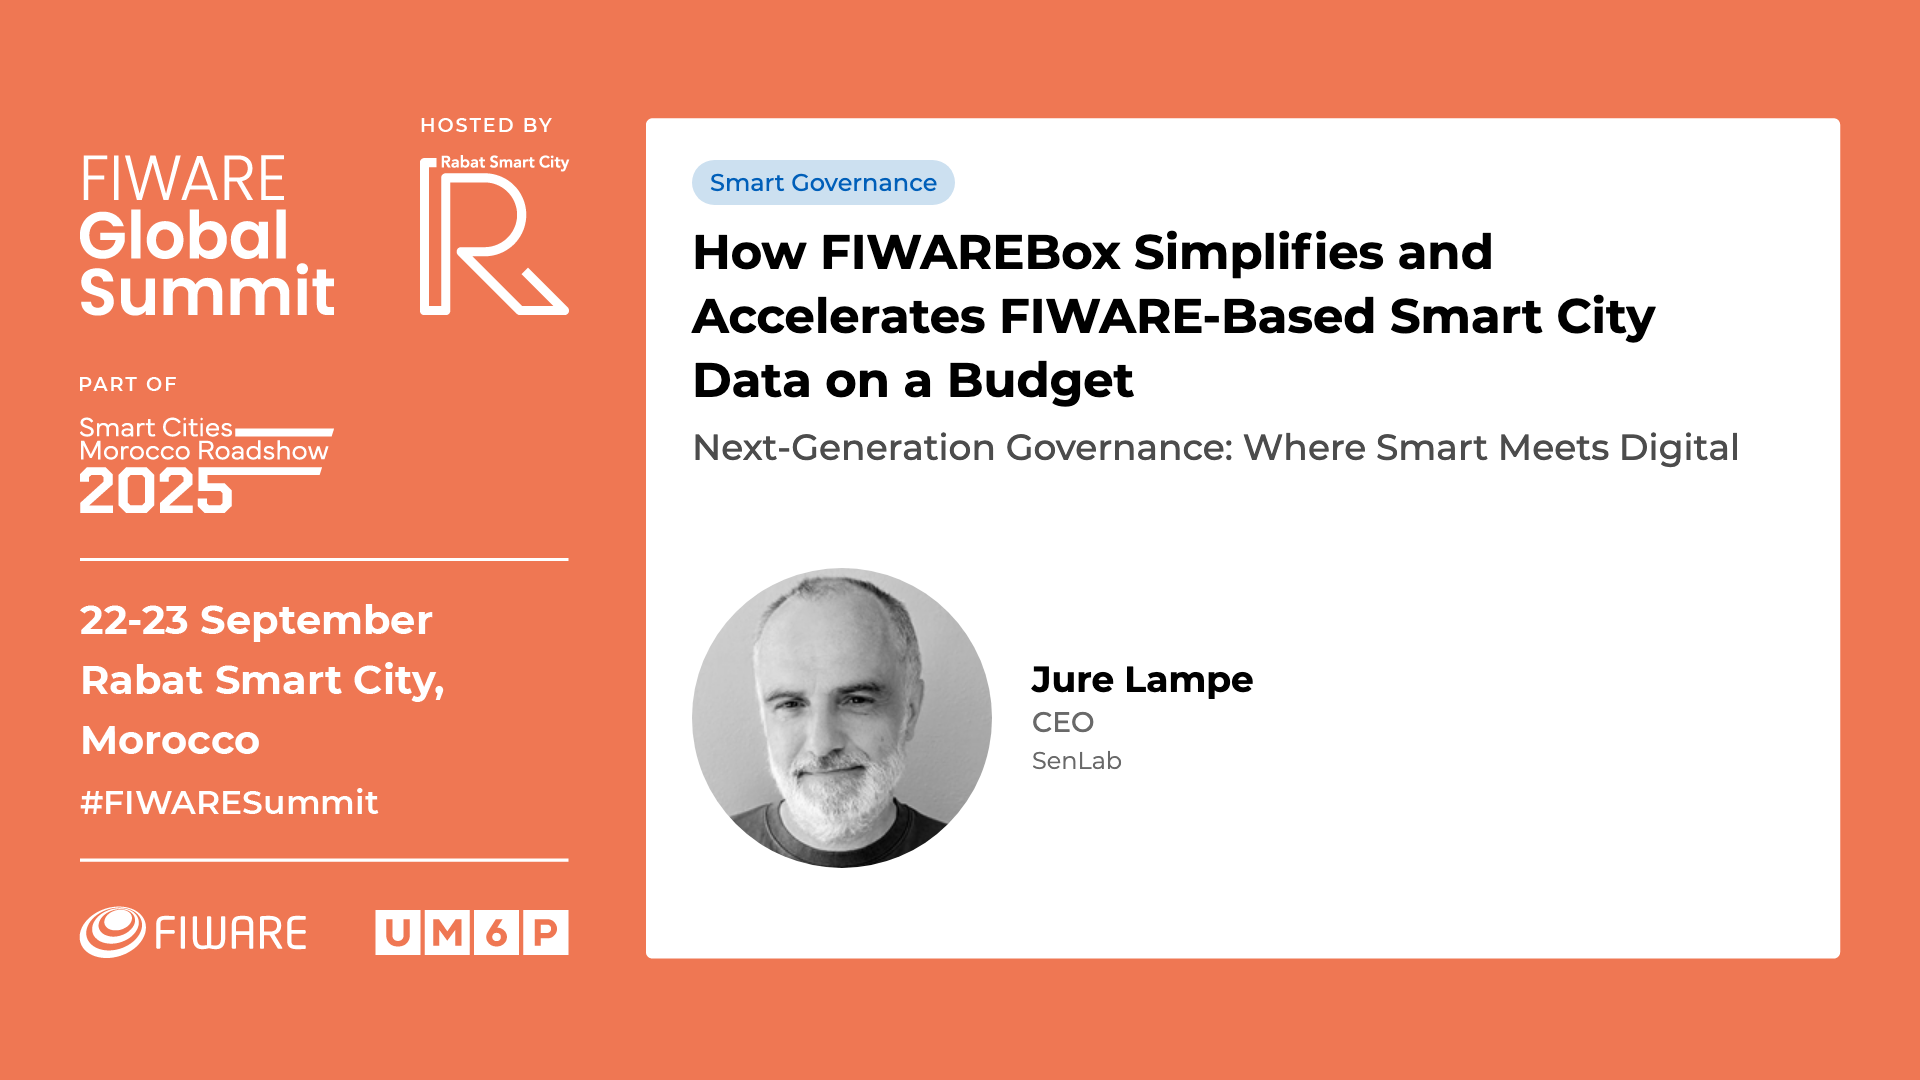 HOSTED BY
FIWARE
Global
Summit
Rabat Smart City
R
PART OF
Smart Cities
Morocco Roadshow
2025
22-23 September
Rabat Smart City,
Morocco
#FIWARESummit
FIWARE
UM6P
Smart Governance
How FIWAREBox Simplifies and
Accelerates FIWARE-Based Smart City
Data on a Budget
Next-Generation Governance: Where Smart Meets Digital
Jure Lampe
CEO
SenLab